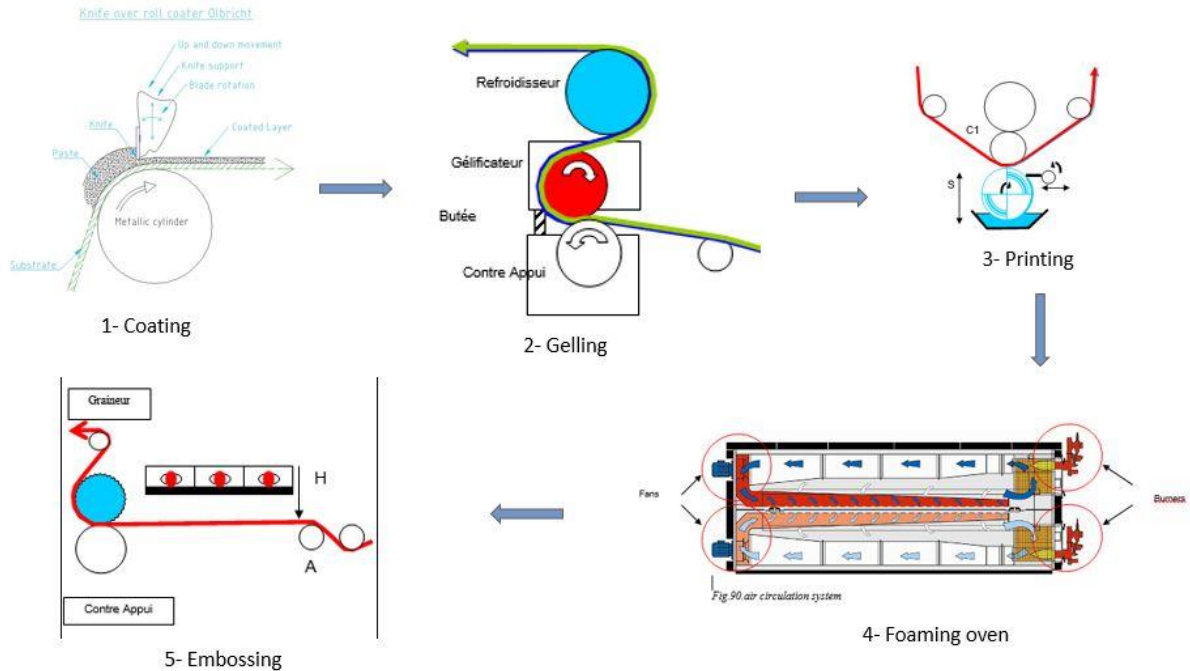 Knife over roll coater Olbricht
Up and down movement
Knife support
Blade rotation
Knife
Coated Layer
Paste
Metallic cylinder
Substrate
1- Coating
Refroidisseur
Gélificateur
Butée
Contre Appui
2- Gelling
C1
S
3- Printing
Fans
Burners
Fig.90.air circulation system
4- Foaming oven
Graineur
H
A
Contre Appui
5- Embossing